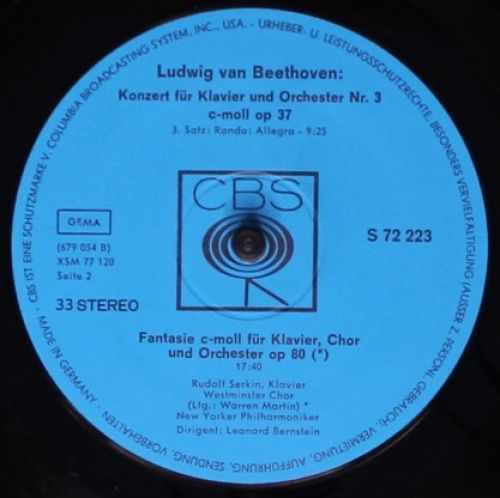 CBS IST EINE SCHUTZMARKE V. COLUMBIA BROADCASTING SYSTEM, INC., USA. - URHEBER- U. LEISTUNGSSCHUTZRECHTE, BESONDERS VERVIELFÄLTIGUNG (AUSSER Z. PERSÖNL. GEBRAUCH), VERMIETUNG, AUFFÜHRUNG, SENDUNG, VORBEHALTEN. - MADE IN GERMANY.
Ludwig van Beethoven:
Konzert für Klavier und Orchester Nr. 3
c-moll op 37
3. Satz: Rondo: Allegro - 9:25
CBS
GEMA
(679 054 B)
XSM 77 120
Seite 2
S 72 223
33 STEREO
Fantasie c-moll für Klavier, Chor
und Orchester op 80 (*)
17:40
Rudolf Serkin, Klavier
Westminster Chor
(Ltg.: Warren Martin) *
New Yorker Philharmoniker
Dirigent: Leonard Bernstein